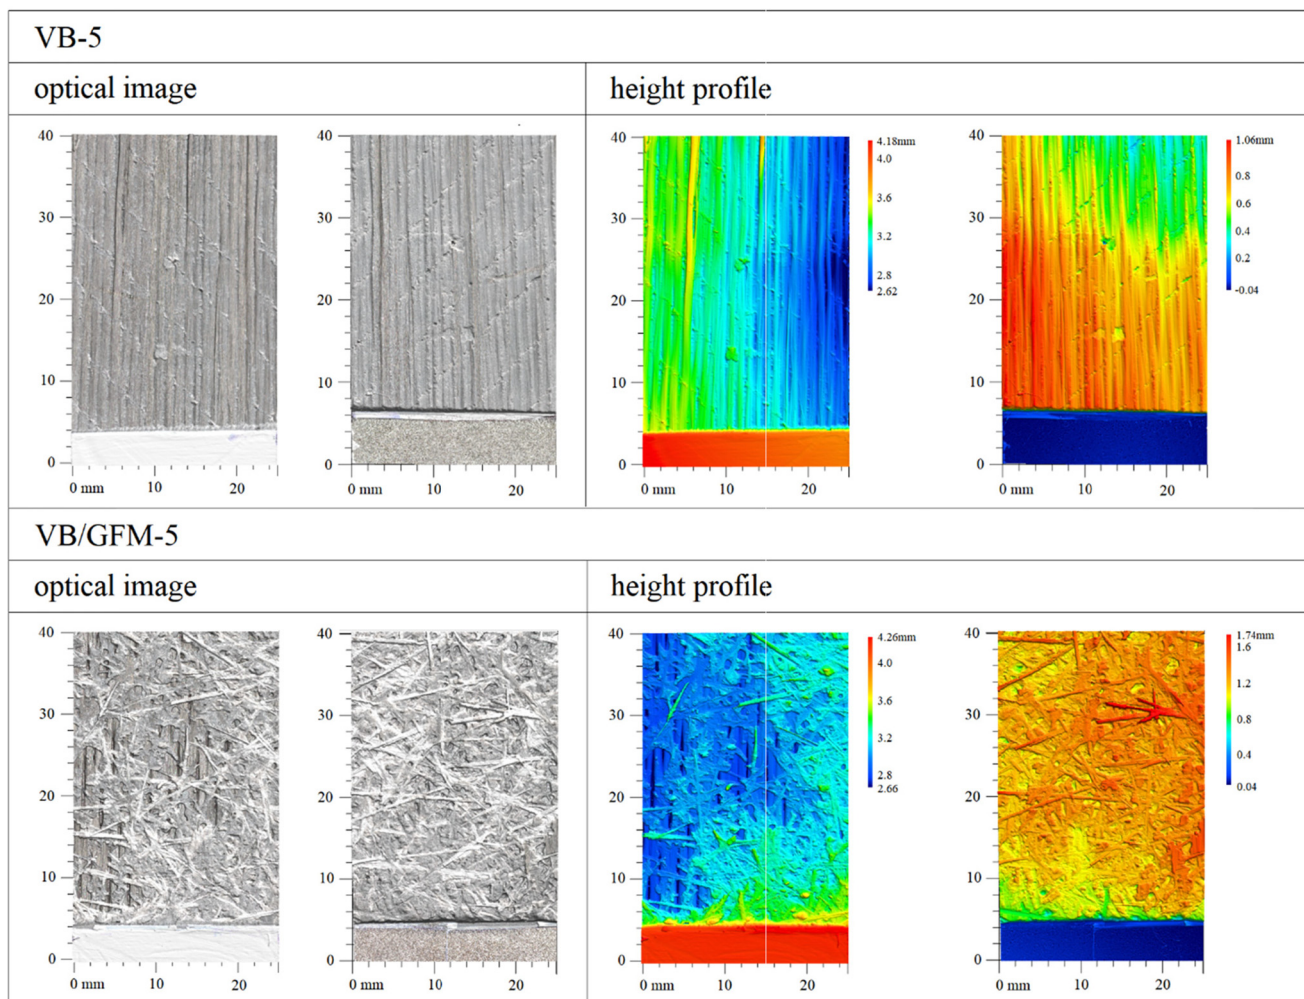 VB-5
optical image height profile
40 40 40 4.18mm 40 1.06mm
4.0 0.8
30 30 30 3.6 30 0.6
3.2 0.4
2.8 0.2
20 20 20 2.62 20 -0.04
10 10 10 10
0 0 0 0
0 mm 10 20 0 mm 10 20 0 mm 10 20 0 mm 10 20
VB/GFM-5
optical image height profile
40 40 40 4.26mm 40 1.74mm
4.0 1.6
30 30 30 3.6 30 1.2
3.2 0.8
2.8 0.4
20 20 20 2.66 20 0.04
10 10 10 10
0 0 0 0
0 mm 10 20 0 mm 10 20 0 mm 10 20 0 mm 10 20